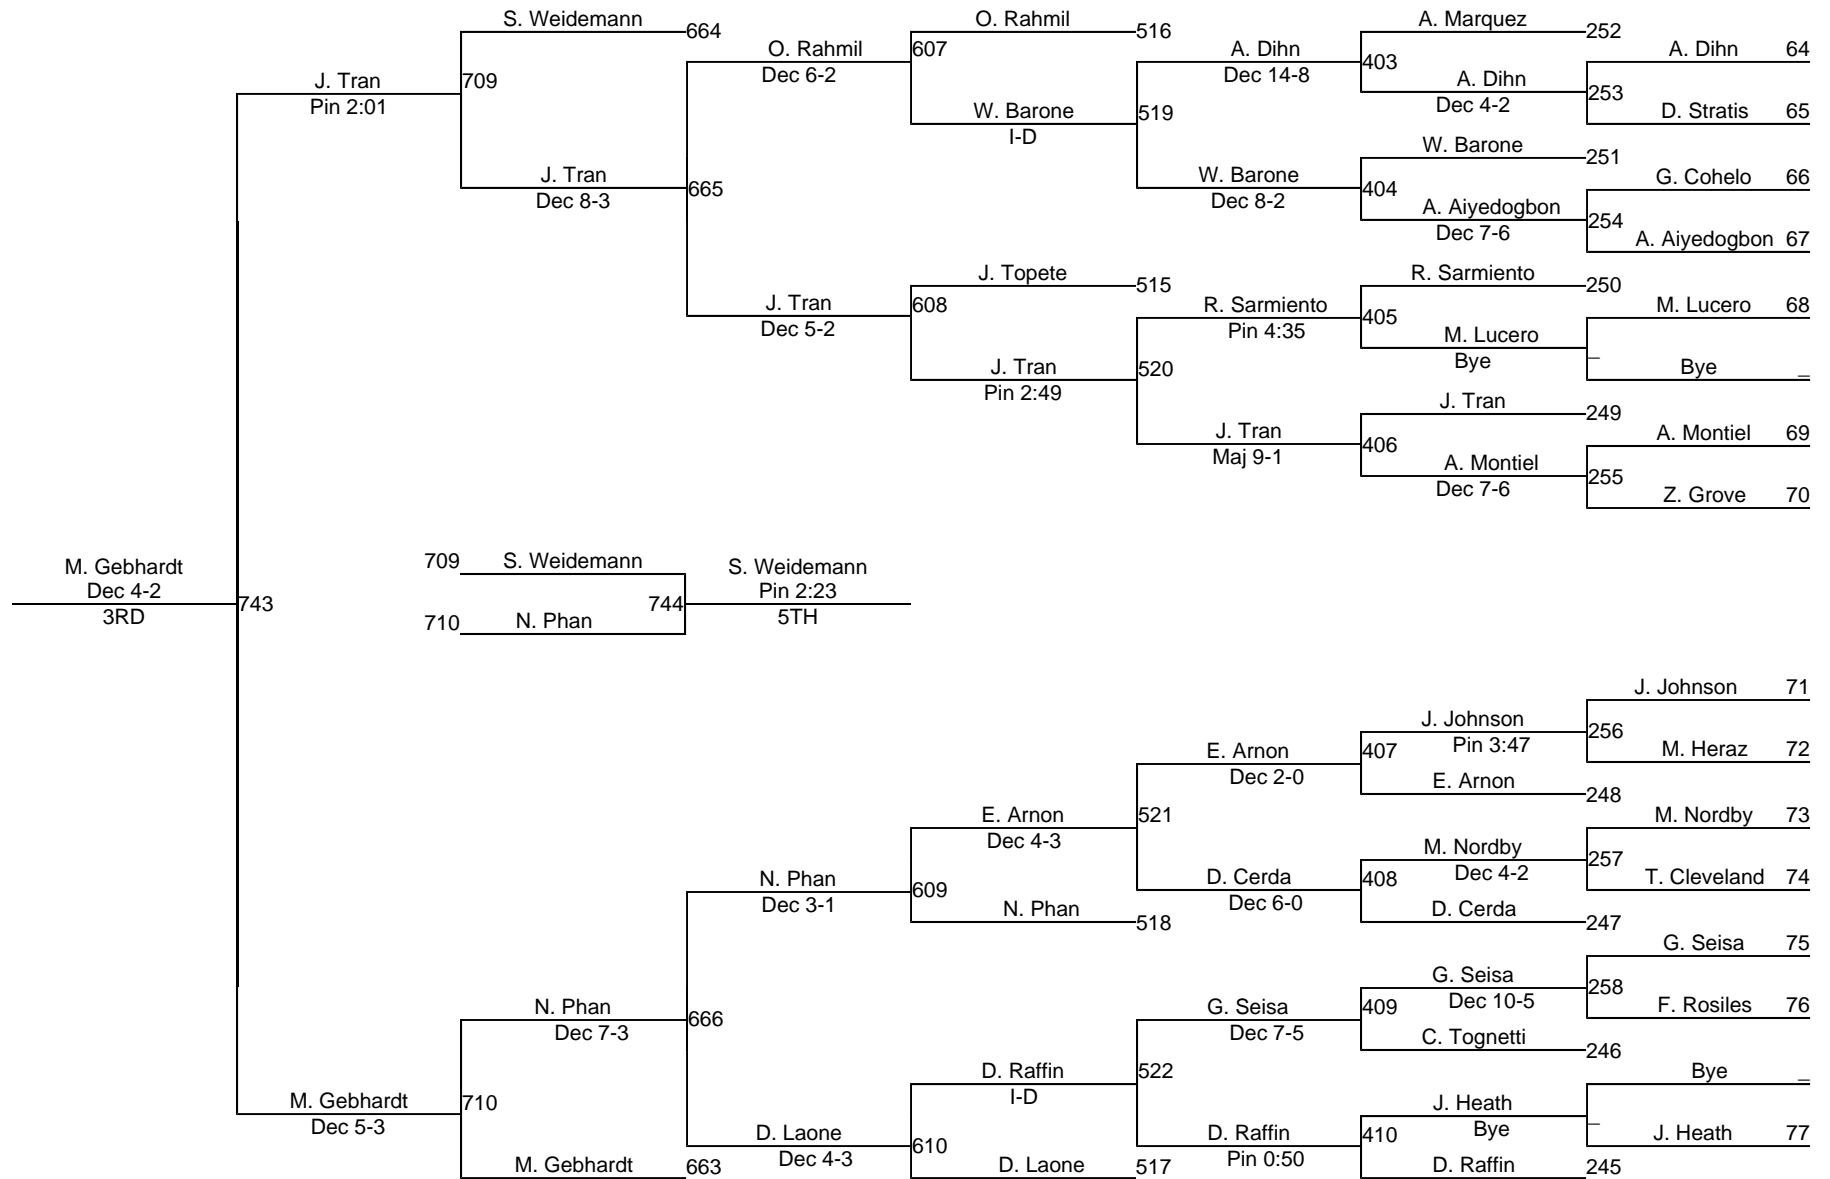 S. Weidemann
664
O. Rahmil
516
A. Marquez
252
O. Rahmil
607
A. Dihn
A. Dihn 64
Dec 6-2
Dec 14-8
403
J. Tran
709
A. Dihn
253
Pin 2:01
Dec 4-2
W. Barone
519
D. Stratis 65
I-D
W. Barone
251
J. Tran
665
W. Barone
404
G. Cohelo 66
Dec 8-3
Dec 8-2
A. Aiyedogbon
254
Dec 7-6
A. Aiyedogbon 67
J. Topete
515
R. Sarmiento
250
J. Tran
608
R. Sarmiento
405
M. Lucero 68
Dec 5-2
Pin 4:35
M. Lucero
_
Bye
J. Tran
520
Bye _
Pin 2:49
J. Tran
249
J. Tran
406
A. Montiel 69
Maj 9-1
A. Montiel
255
Dec 7-6
Z. Grove 70
M. Gebhardt
Dec 4-2
743
3RD
709
S. Weidemann
744
710
N. Phan
S. Weidemann
Pin 2:23
5TH
J. Johnson 71
J. Johnson
256
Pin 3:47
M. Heraz 72
E. Arnon
407
Dec 2-0
E. Arnon
248
E. Arnon
521
M. Nordby 73
Dec 4-3
M. Nordby
257
Dec 4-2
N. Phan
609
D. Cerda
408
T. Cleveland 74
Dec 3-1
Dec 6-0
N. Phan
518
D. Cerda
247
G. Seisa 75
G. Seisa
258
Dec 10-5
N. Phan
666
G. Seisa
409
F. Rosiles 76
Dec 7-3
Dec 7-5
C. Tognetti
246
D. Raffin
522
Bye _
I-D
M. Gebhardt
710
J. Heath
_
Dec 5-3
Bye
D. Laone
610
D. Raffin
410
J. Heath 77
Dec 4-3
Pin 0:50
M. Gebhardt
663
D. Laone
517
D. Raffin
245